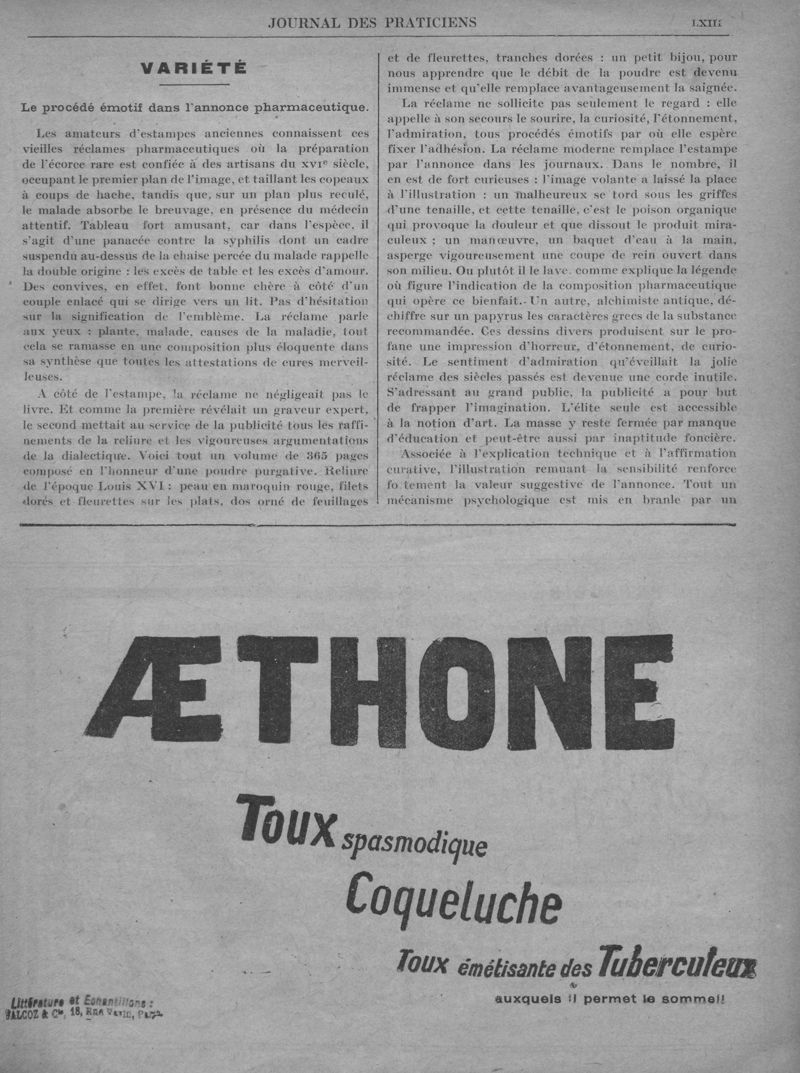 JOURNAL DES PRATICIENS
VARIÉTÉ
Le procédé émotif dans l'annonce pharmaceutique.
Les amateurs d'estampes anciennes connaissent ces
vieilles réclames pharmaceutiques où la préparation
de l'écorce rare est confiée à des artisans du XVIe siècle,
occupant le premier plan de l'image, et taillant les copeaux
à coups de hache, tandis que, sur un plan plus reculé,
le malade absorbe le breuvage, en présence du médecin
attentif. Tableau fort amusant, car dans l'espèce, il
s'agit d'une panacée contre la syphilis dont un cadre
suspendu au-dessus de la chaise percée du malade rappelle
la double origine : les excès de table et les excès d'amour.
Des convives, en effet, font bonne chère à côté d'un
couple enlacé qui se dirige vers un lit. Pas d'hésitation
sur la signification de l'emblème. La réclame parle
aux yeux : plante, malade, causes de la maladie, tout
cela se ramasse en une composition plus éloquente dans
sa synthèse que toutes les attestations de cures merveil-
leuses.
A côté de l'estampe, la réclame ne négligeait pas le
livre. Et comme la première révélait un graveur expert,
le second mettait au service de la publicité tous les raffi-
nements de la reliure et les vigoureuses argumentations
de la dialectique. Voici tout un volume de 365 pages
composé en l'honneur d'une poudre purgative. Reliure
de l'époque Louis XVI : peau en maroquin rouge, filets
dorés et fleurettes sur les plats, dos orné de feuillages
et de fleurettes, tranches dorées : un petit bijou, pour
nous apprendre que le débit de la poudre est devenu
immense et qu'elle remplace avantageusement la saignée.
La réclame ne sollicite pas seulement le regard : elle
appelle à son secours le sourire, la curiosité, l'étonnement,
l'admiration, tous procédés émotifs par où elle espère
fixer l'adhésion. La réclame moderne remplace l'estampe
par l'annonce dans les journaux. Dans le nombre, il
en est de fort curieuses : l'image volante a laissé la place
à l'illustration : un malheureux se tord sous les griffes
d'une tenaille, et cette tenaille, c'est le poison organique
qui provoque la douleur et que dissout le produit mira-
culeux ; un manœuvre, un baquet d'eau à la main,
asperge vigoureusement une coupe de rein ouvert dans
son milieu. Ou plutôt il le lave, comme explique la légende
où figure l'indication de la composition pharmaceutique
qui opère ce bienfait. Un autre, alchimiste antique, dé-
chiffre sur un papyrus les caractères grecs de la substance
recommandée. Ces dessins divers produisent sur le pro-
fane une impression d'horreur, d'étonnement, de curio-
sité. Le sentiment d'admiration qu'éveillait la jolie
réclame des siècles passés est devenue une corde inutile.
S'adressant au grand public, la publicité a pour but
de frapper l'imagination. L'élite seule est accessible
à la notion d'art. La masse y reste fermée par manque
d'éducation et peut-être aussi par inaptitude foncière.
Associée à l'explication technique et à l'affirmation
curative, l'illustration remuant la sensibilité renforce
fo tement la valeur suggestive de l'annonce. Tout un
mécanisme psychologique est mis en branle par un
ÆTHONE
Toux spasmodique
Coqueluche
Toux émétisante des Tuberculeux
auxquels il permet le sommeil
Littérature et Echantillons :
FALCOZ & Cie, 18, Rue Vavin, Paris.